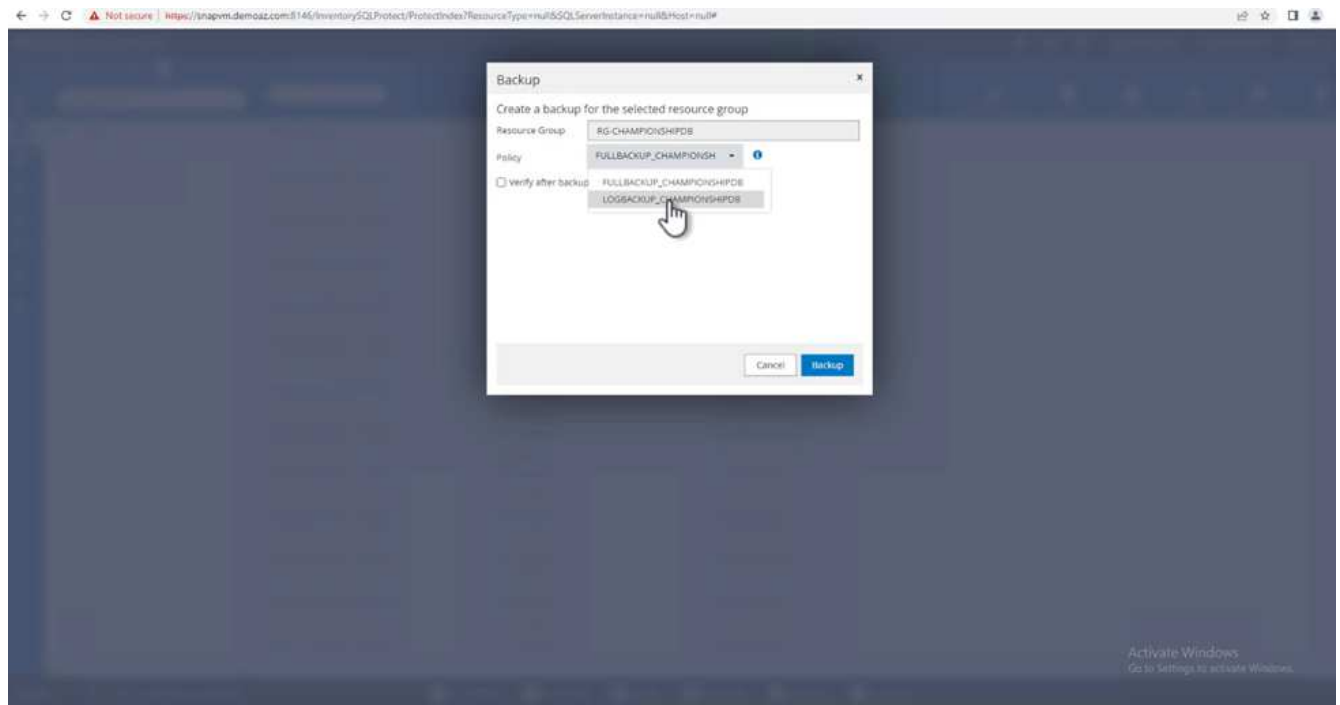 Not secure | https://snapvm.demoaz.com:8146/InventorySQLProtect/ProtectIndex?ResourceType=null&SQLServerInstance=null&Host=null#
Backup x
Create a backup for the selected resource group
Resource Group RG-CHAMPIONSHIPDB
Policy FULLBACKUP_CHAMPIONSH
Verify after backup FULLBACKUP_CHAMPIONSHIPDB
LOGBACKUP_CHAMPIONSHIPDB
Cancel Backup
Activate Windows
Go to Settings to activate Windows.